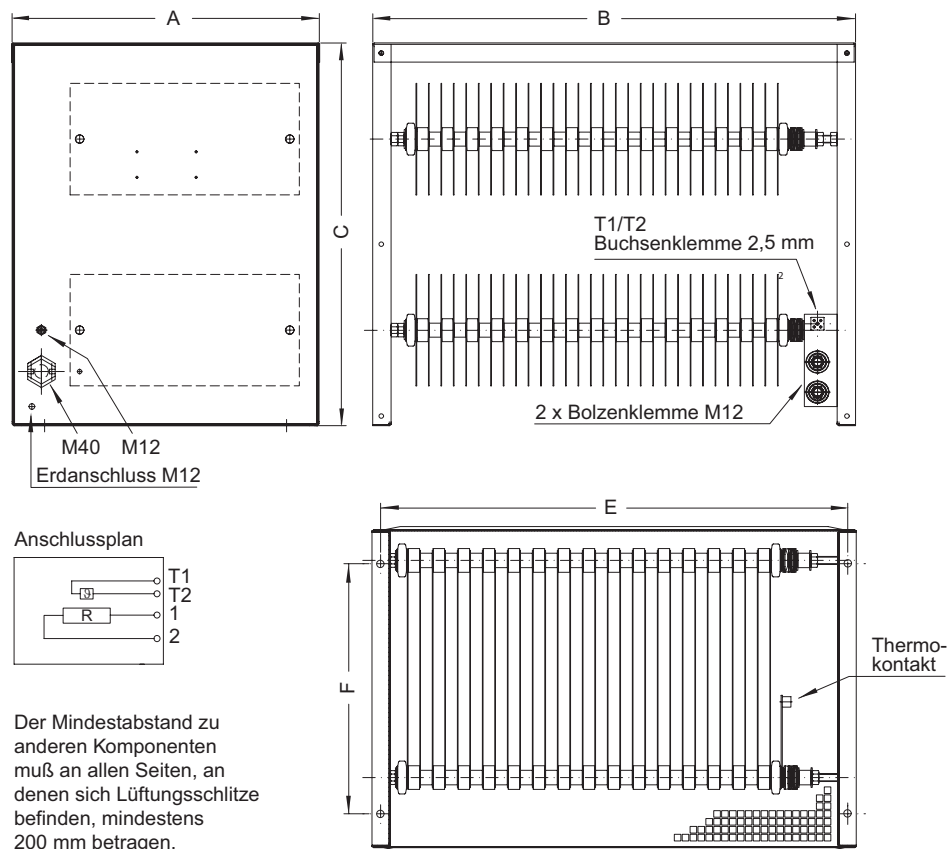 A
B
C
T1/T2
Buchsenklemme 2,5 mm
2
2 x Bolzenklemme M12
M40 M12
Erdanschluss M12
E
Anschlussplan
T1
ϑ
T2
R
1
2
F
Thermo-
kontakt
Der Mindestabstand zu
anderen Komponenten
muß an allen Seiten, an
denen sich Lüftungsschlitze
befinden, mindestens
200 mm betragen.